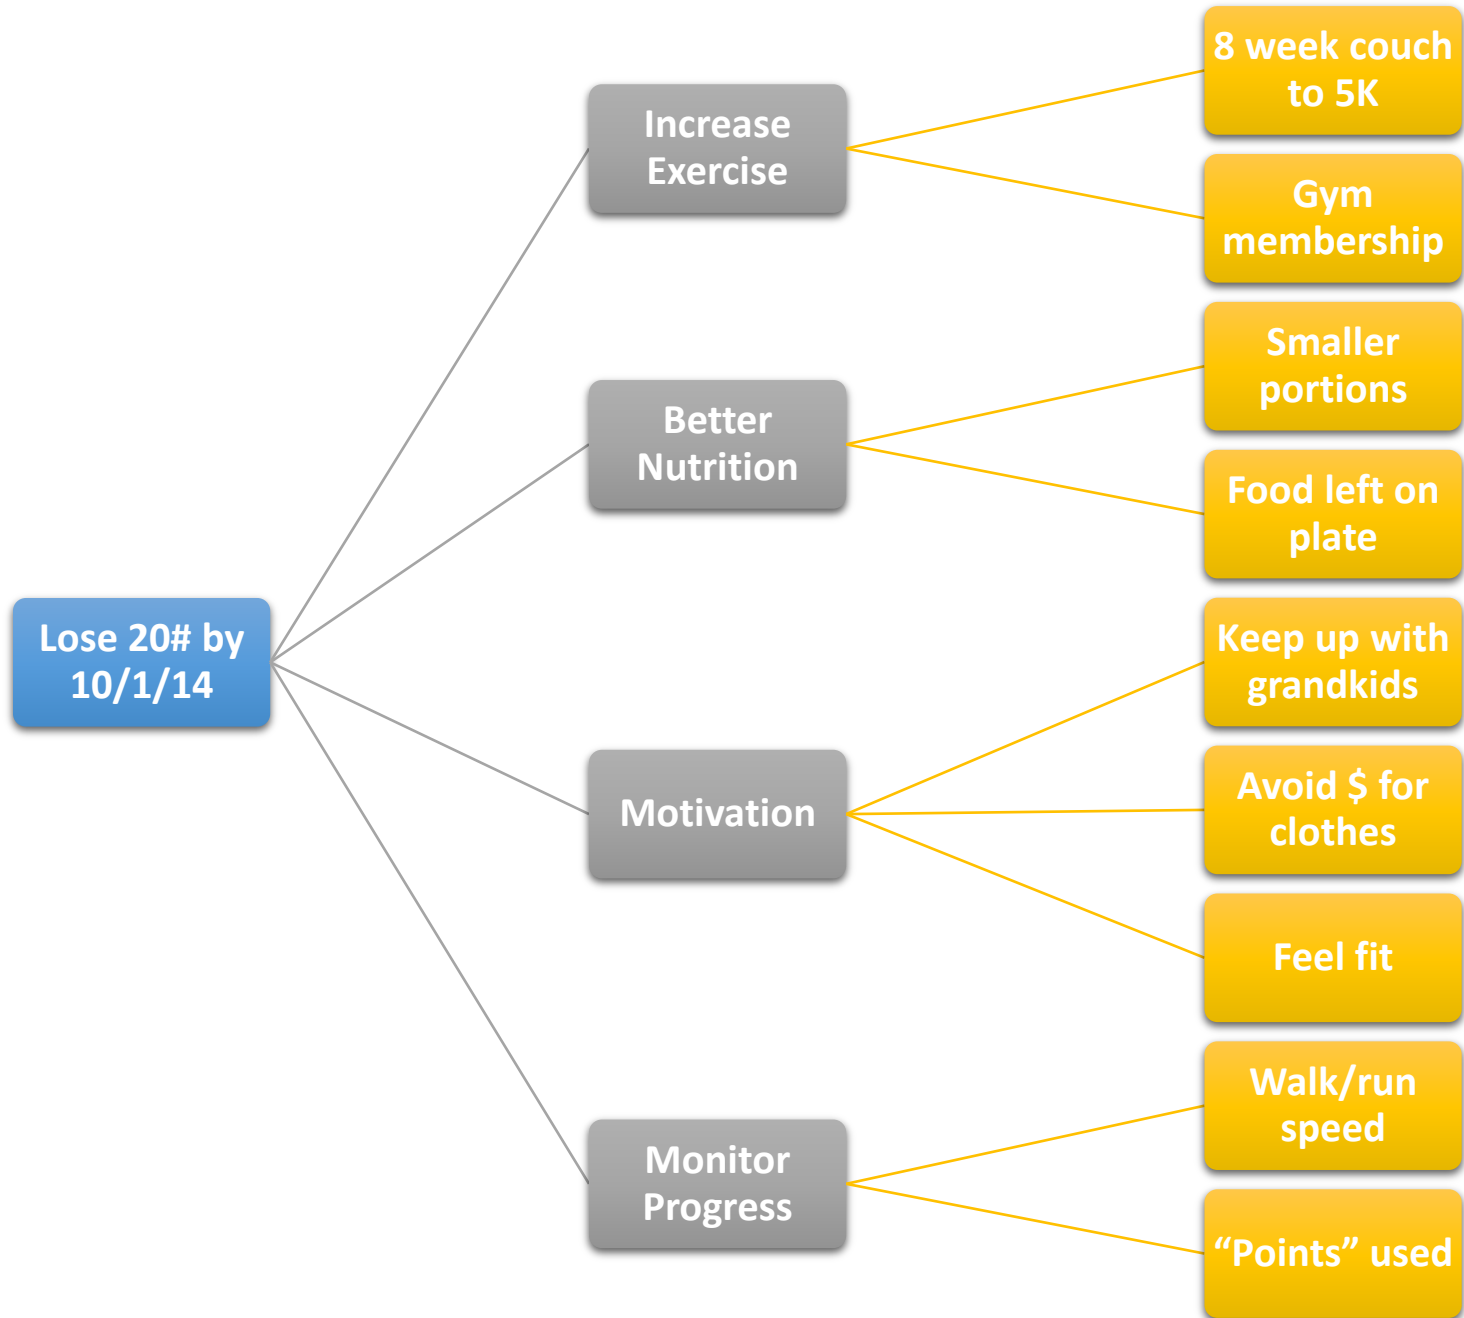 8 week couch
to 5K
Increase
Exercise
Gym
membership
Smaller
portions
Better
Nutrition
Food left on
plate
Lose 20# by
10/1/14
Keep up with
grandkids
Motivation
Avoid $ for
clothes
Feel fit
Walk/run
speed
Monitor
Progress
“Points” used